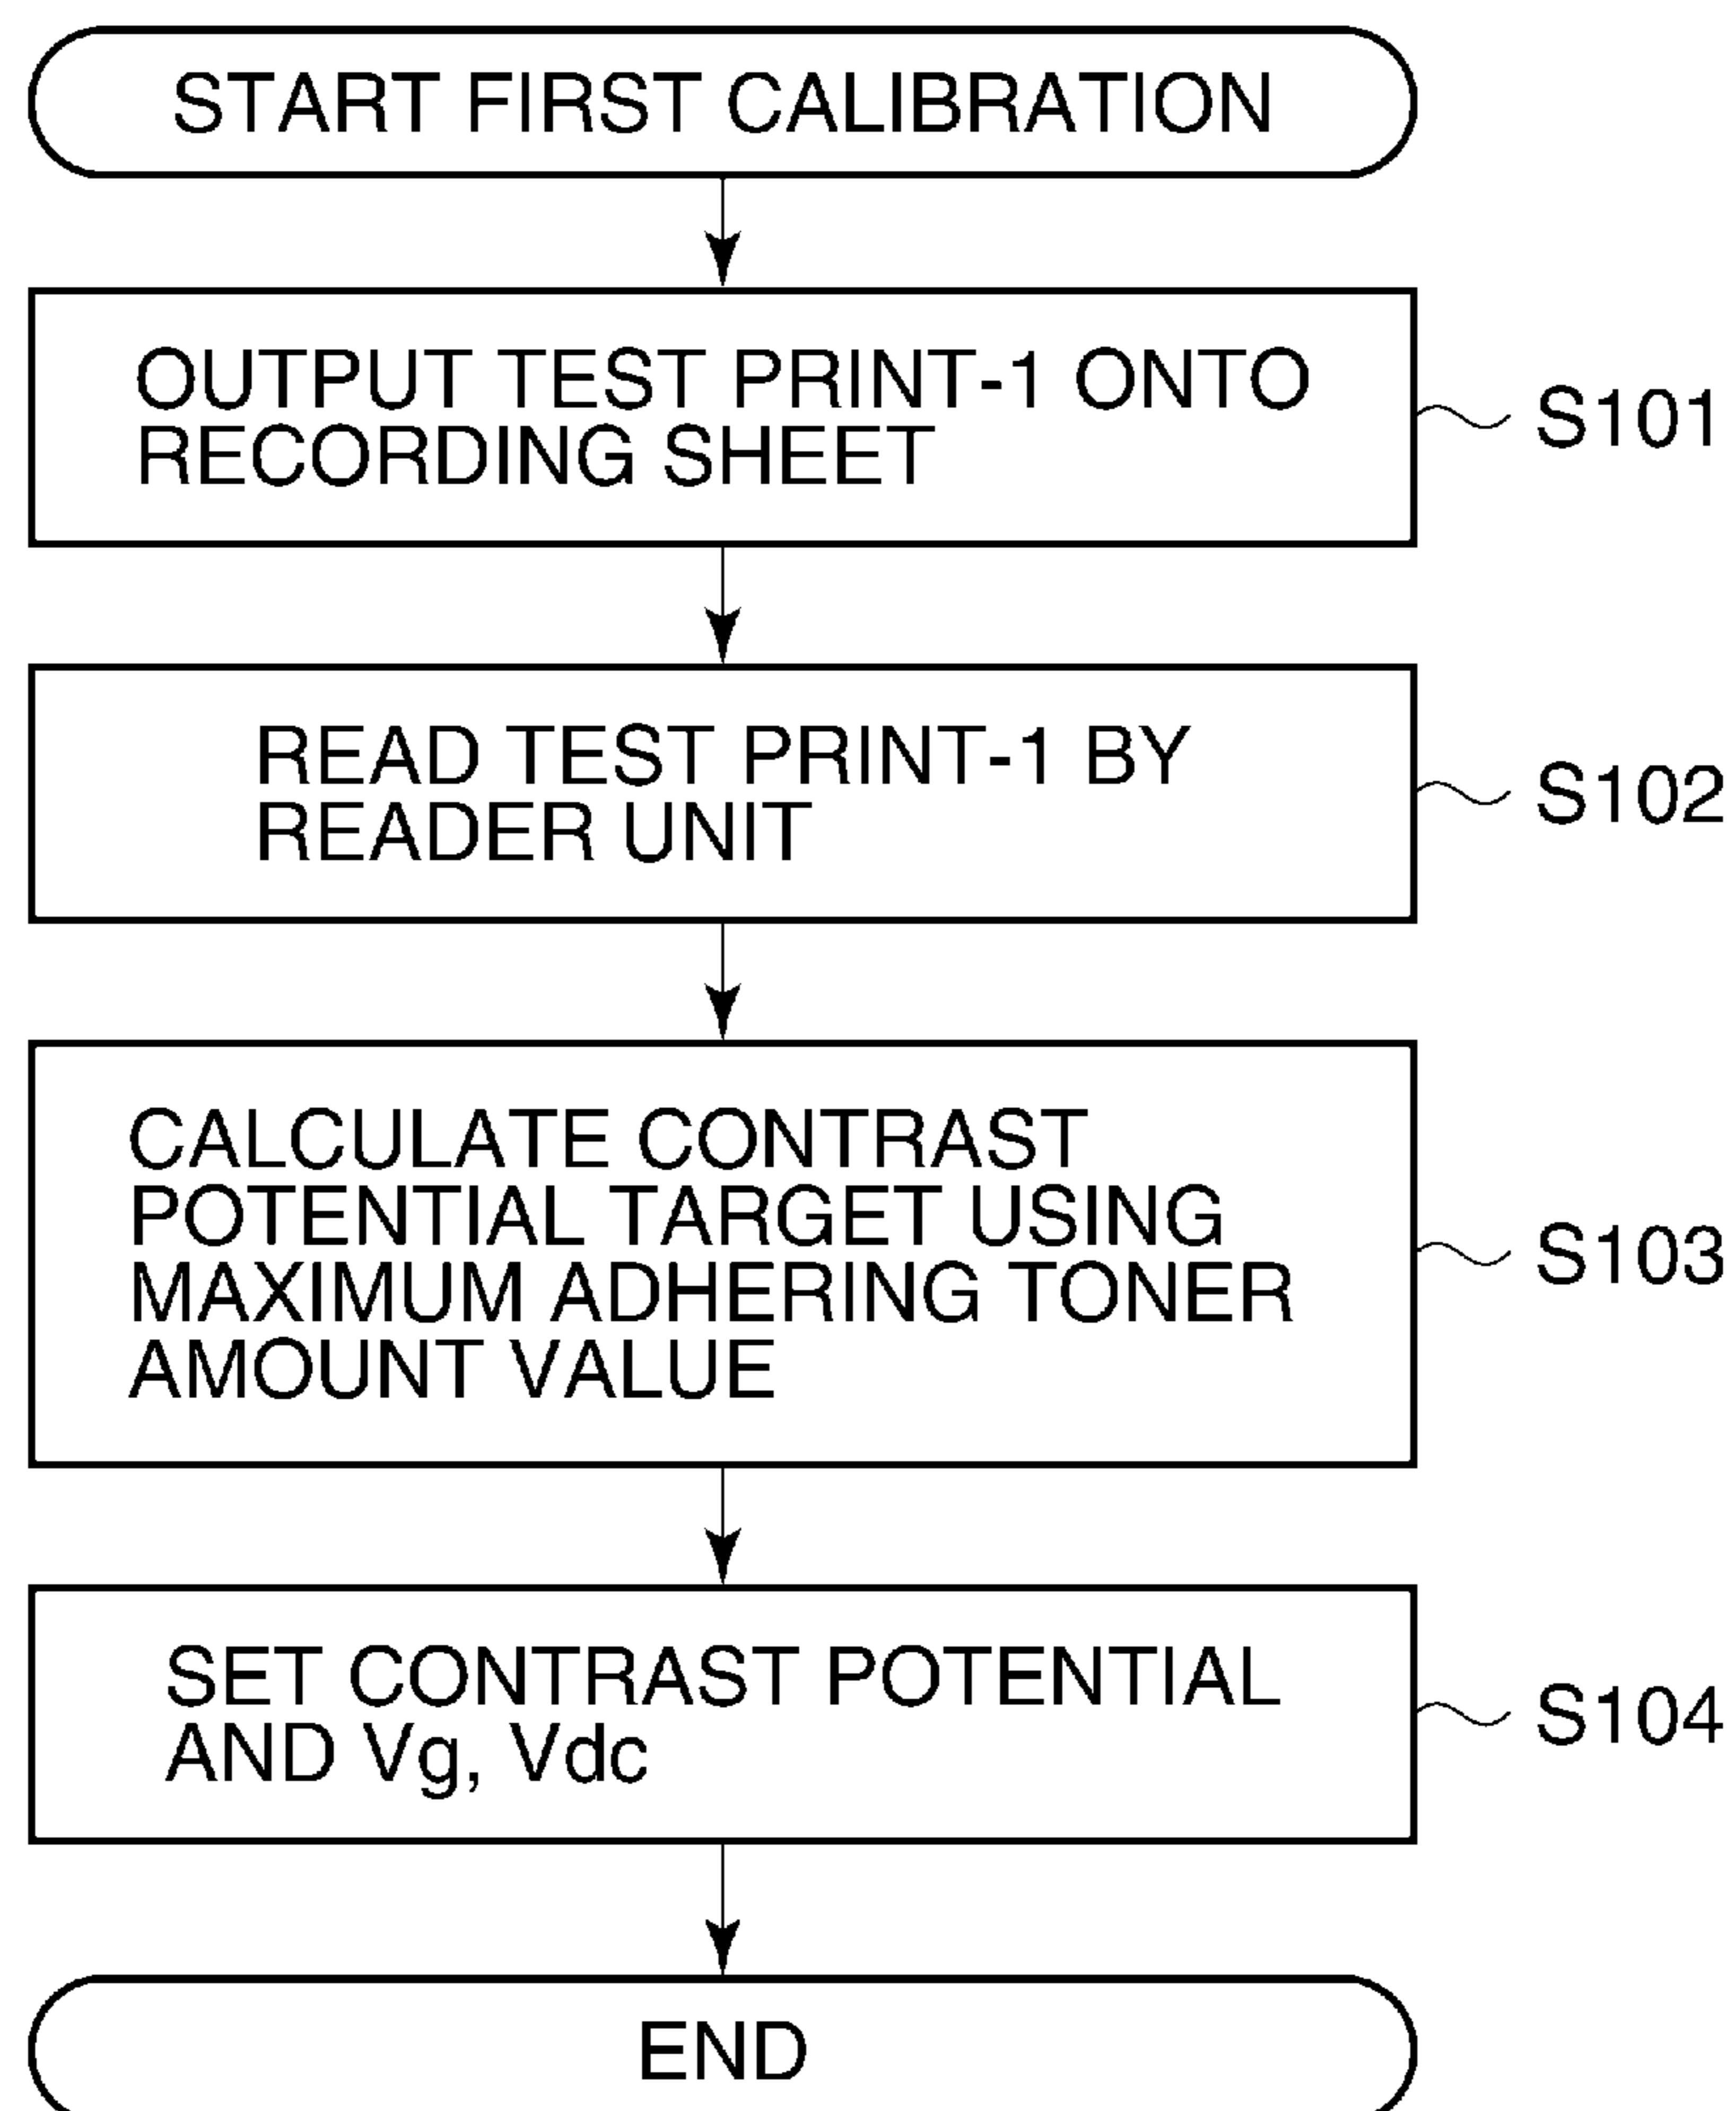 START FIRST CALIBRATION
OUTPUT TEST PRINT-1 ONTO
RECORDING SHEET
S101
READ TEST PRINT-1 BY
READER UNIT
S102
CALCULATE CONTRAST
POTENTIAL TARGET USING
MAXIMUM ADHERING TONER
AMOUNT VALUE
S103
SET CONTRAST POTENTIAL
AND Vg, Vdc
S104
END